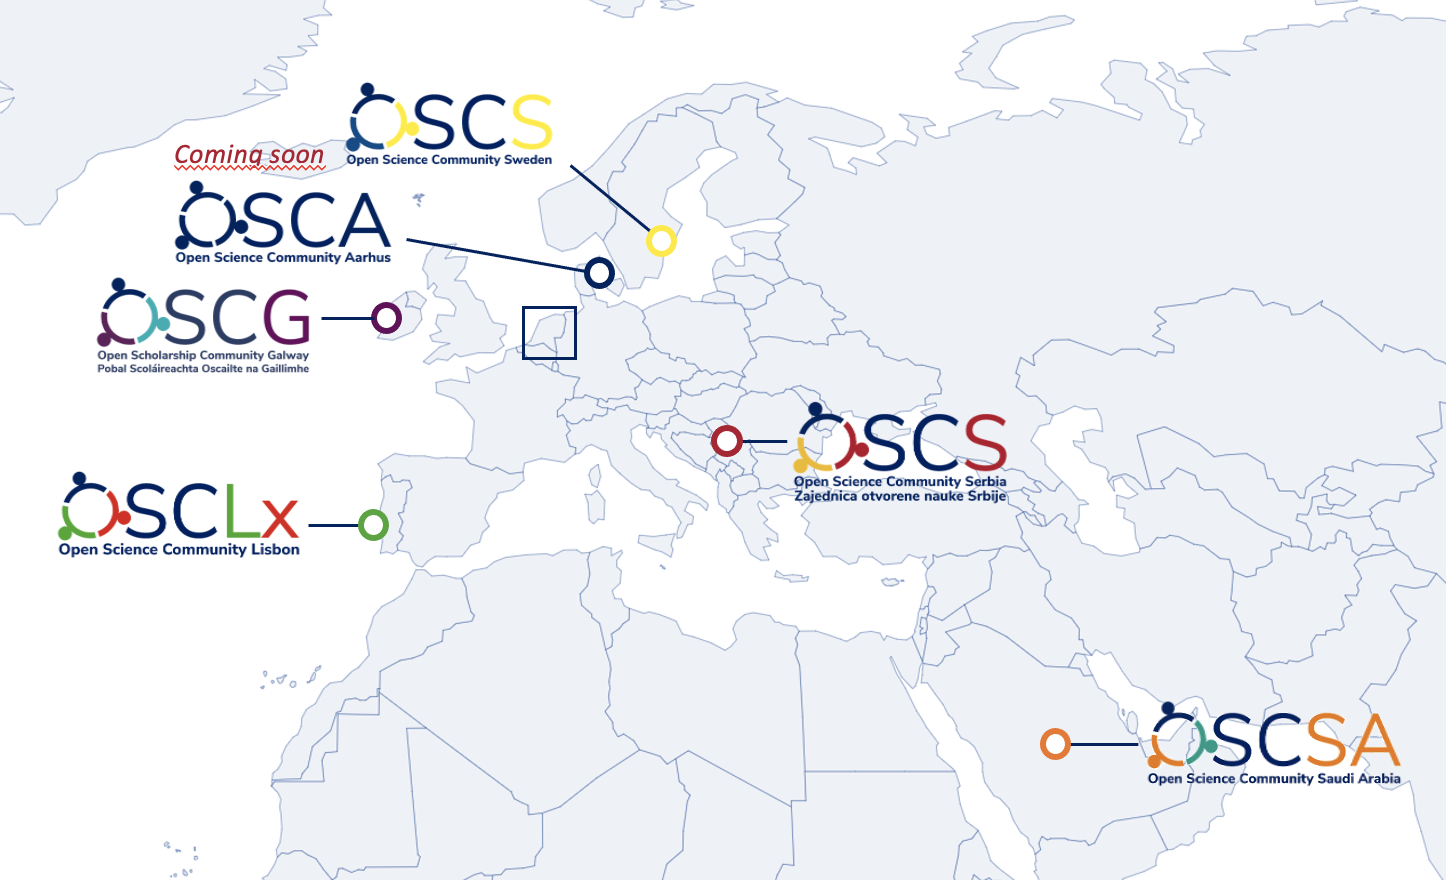 OSCS
Open Science Community Sweden
Coming soon
OSCA
Open Science Community Aarhus
OSCG
Open Scholarship Community Galway
Pobal Scoláireachta Oscailte na Gaillimhe
OSCS
Open Science Community Serbia
Zajednica otvorene nauke Srbije
OSCLx
Open Science Community Lisbon
OSCSA
Open Science Community Saudi Arabia